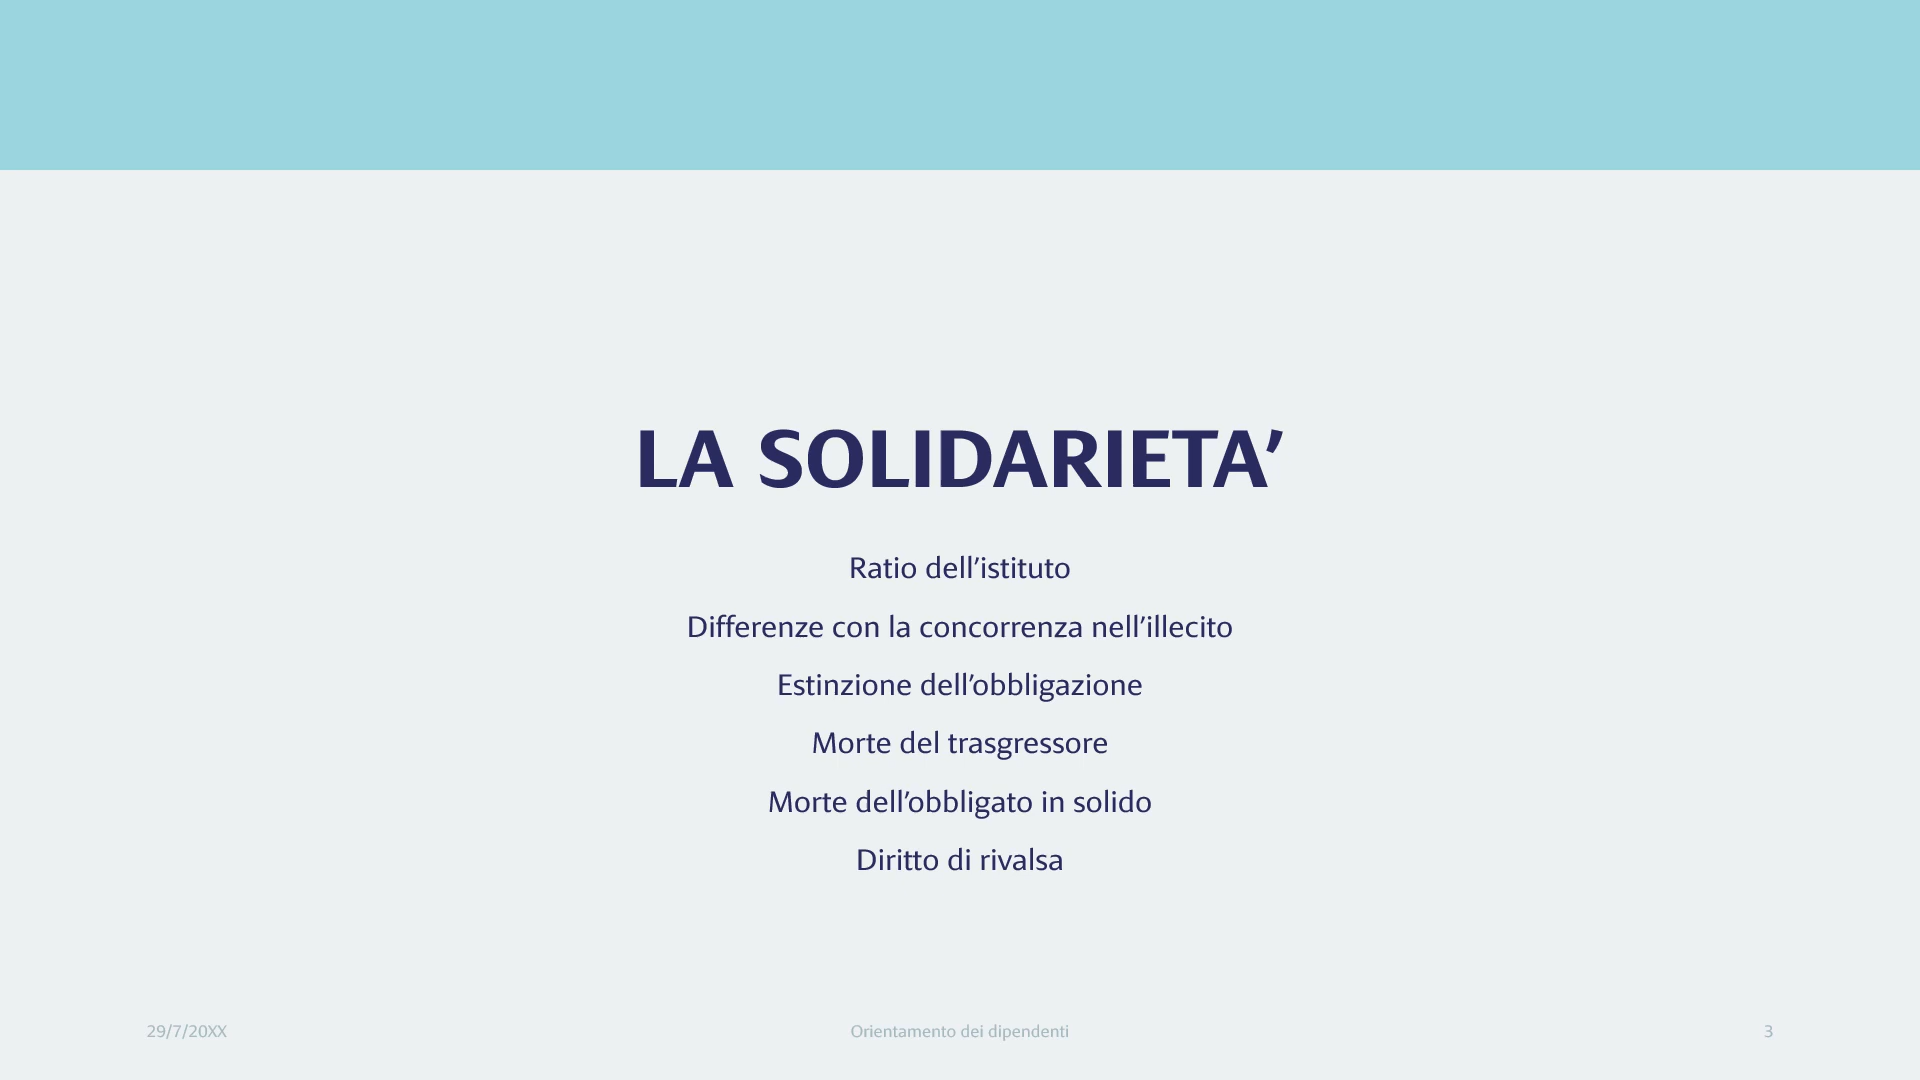 LA SOLIDARIETA’
Ratio dell’istituto
Differenze con la concorrenza nell’illecito
Estinzione dell’obbligazione
Morte del trasgressore
Morte dell’obbligato in solido
Diritto di rivalsa
29/7/20XX
Orientamento dei dipendenti
3